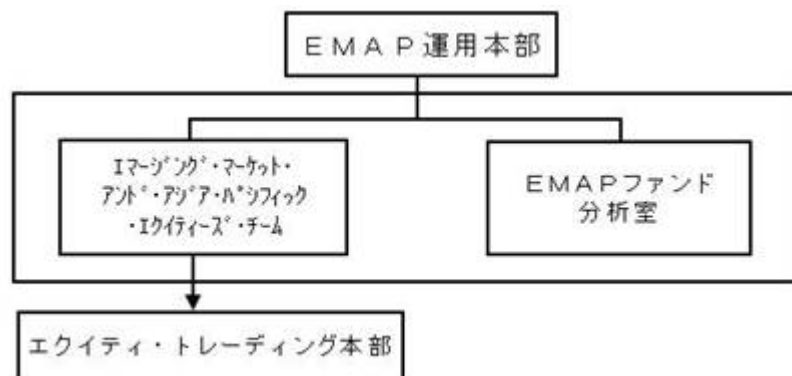 ＥＭＡＰ運用本部
ｴﾏｰｼﾞﾝｸﾞ・ﾏｰｹｯﾄ・
ｱﾝﾄﾞ・ｱｼﾞｱ・ﾊﾟｼﾌｨｯｸ
・ｴｸｲﾃｨｰｽﾞ・ﾁｰﾑ
ＥＭＡＰファンド
分析室
エクイティ・トレーディング本部